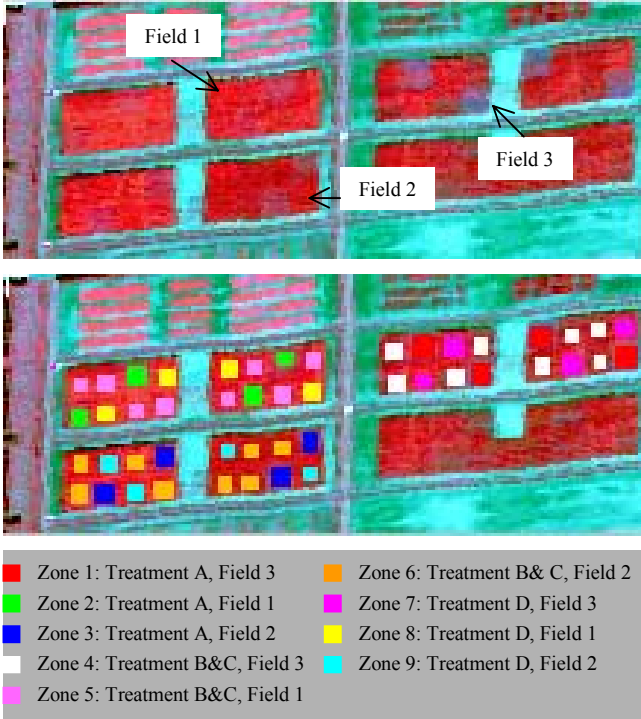 Field 1
Field 3
Field 2
Zone 1: Treatment A, Field 3
Zone 2: Treatment A, Field 1
Zone 3: Treatment A, Field 2
Zone 4: Treatment B&C, Field 3
Zone 5: Treatment B&C, Field 1
Zone 6: Treatment B& C, Field 2
Zone 7: Treatment D, Field 3
Zone 8: Treatment D, Field 1
Zone 9: Treatment D, Field 2